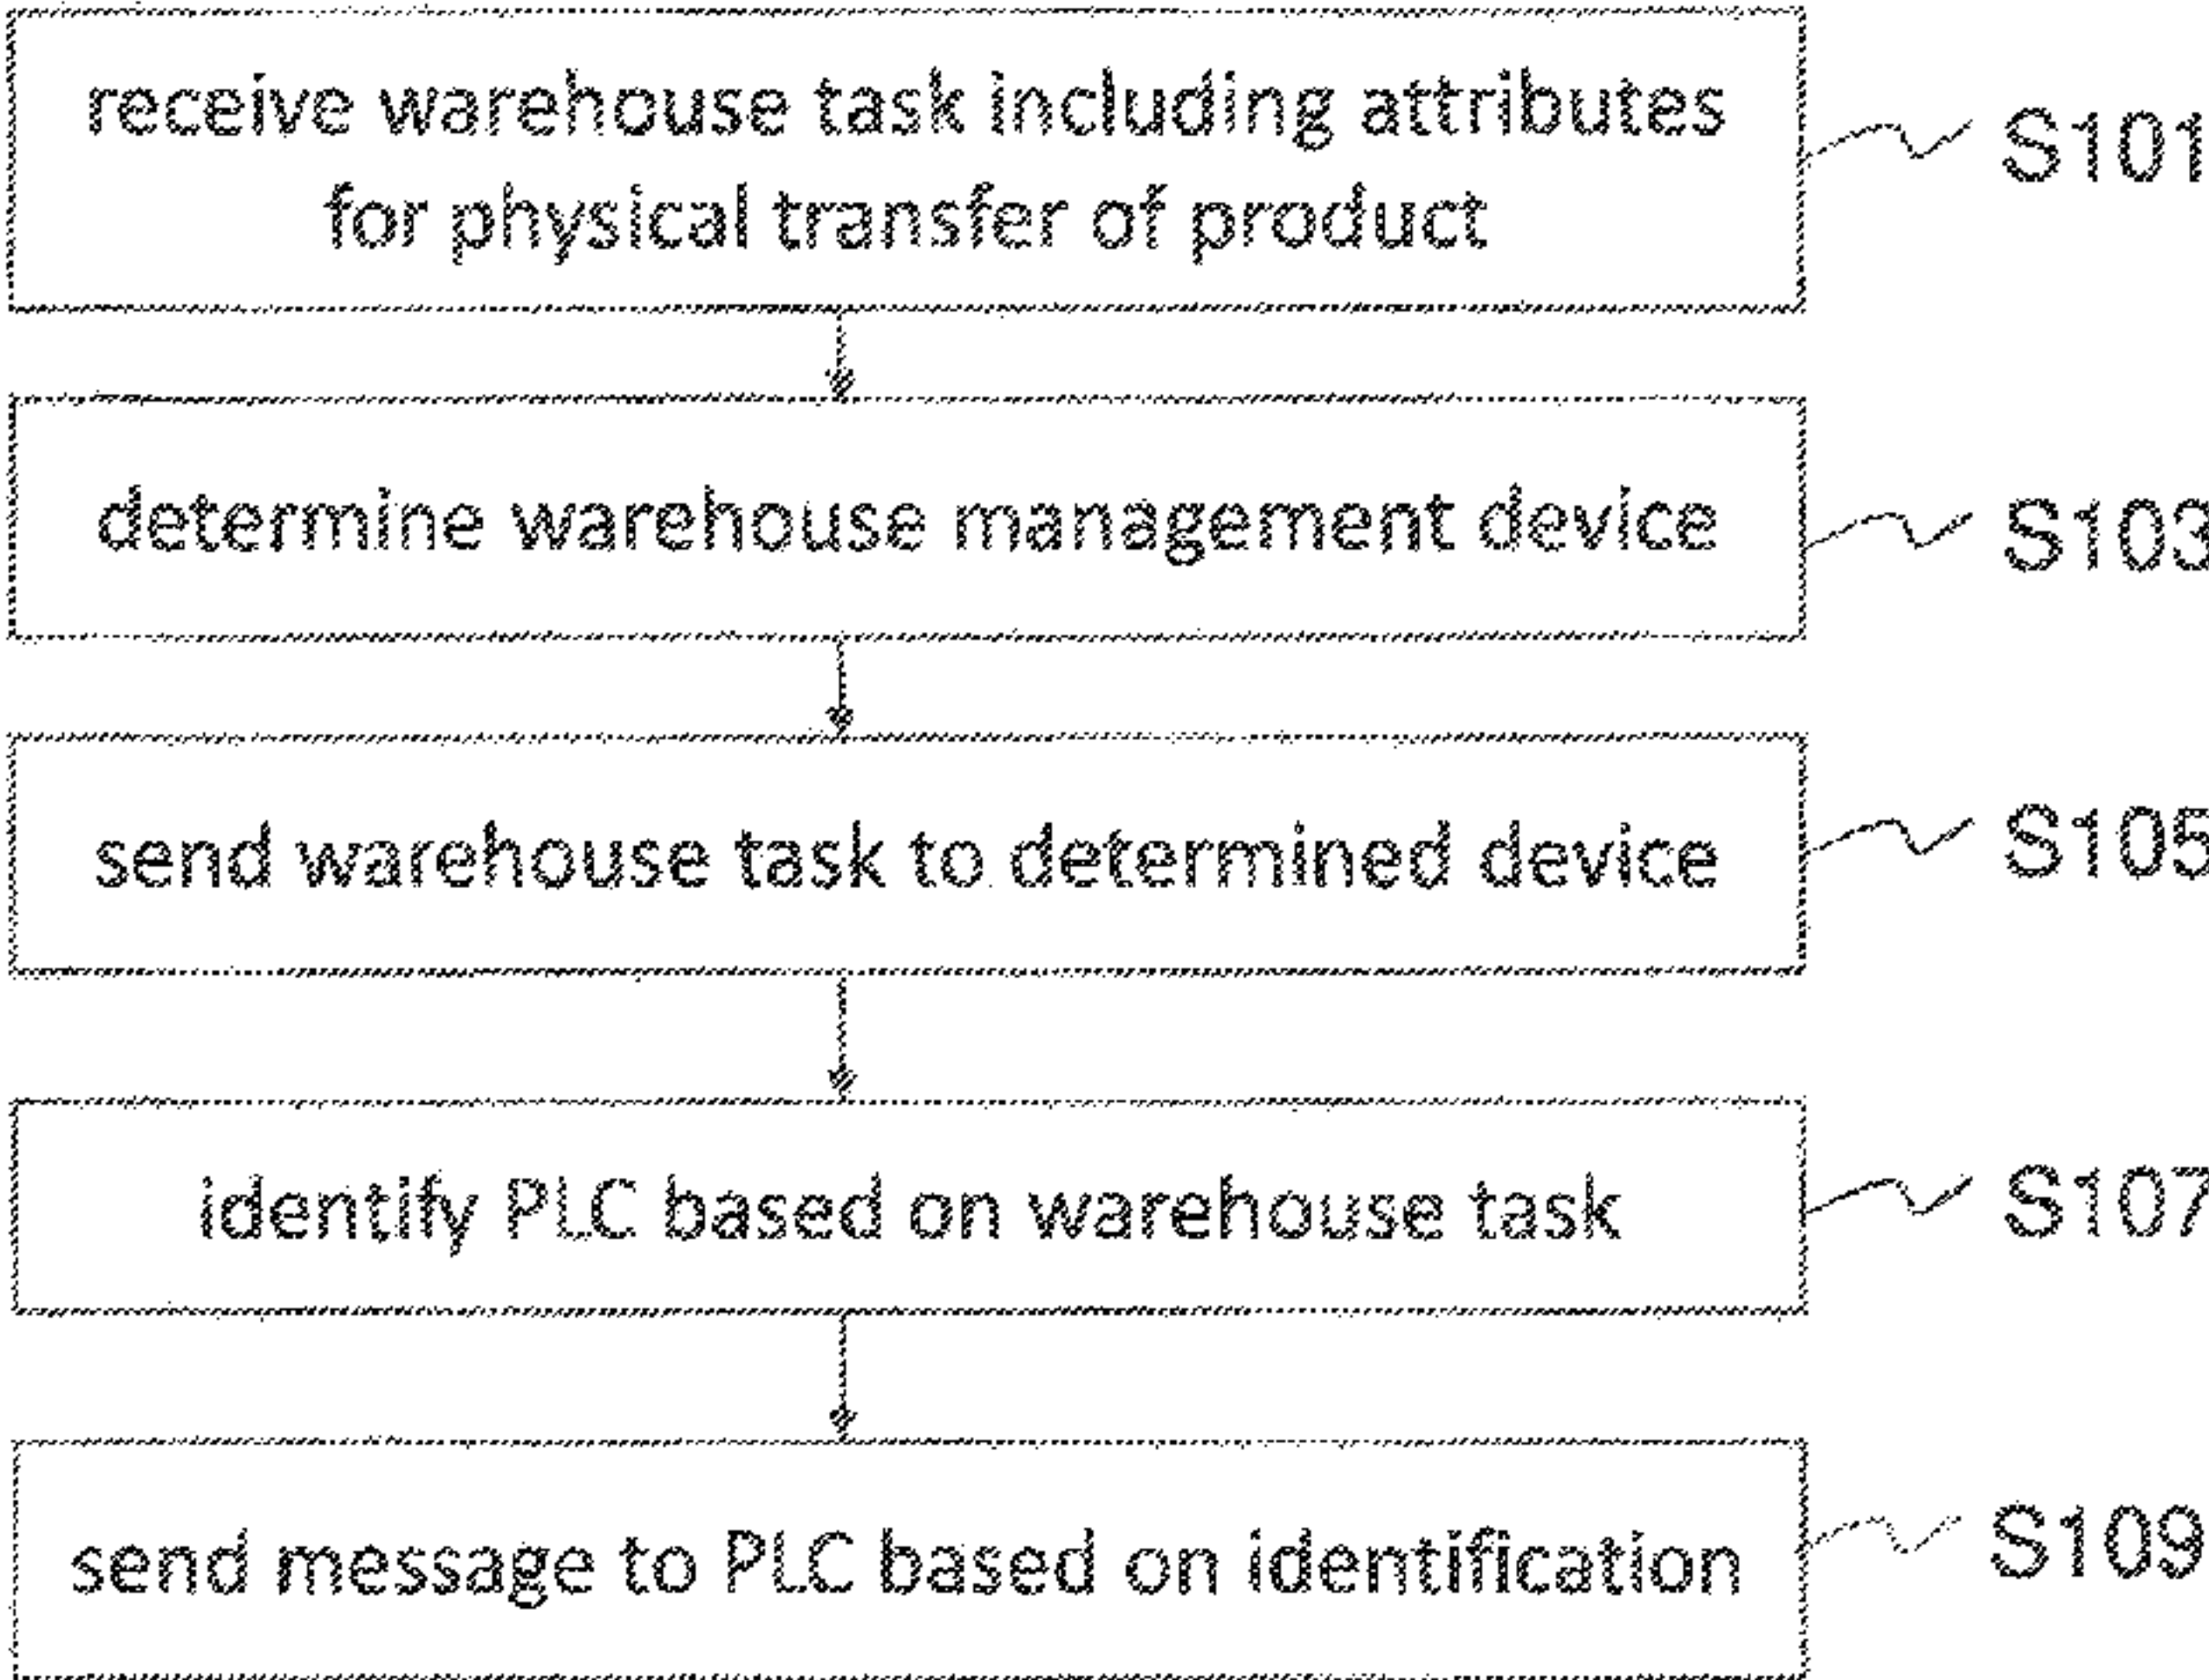 receive warehouse task including attributes
for physical transfer of product
S101
determine warehouse management device
S103
send warehouse task to determined device
S105
identify PLC based on warehouse task
S107
send message to PLC based on identification
S109